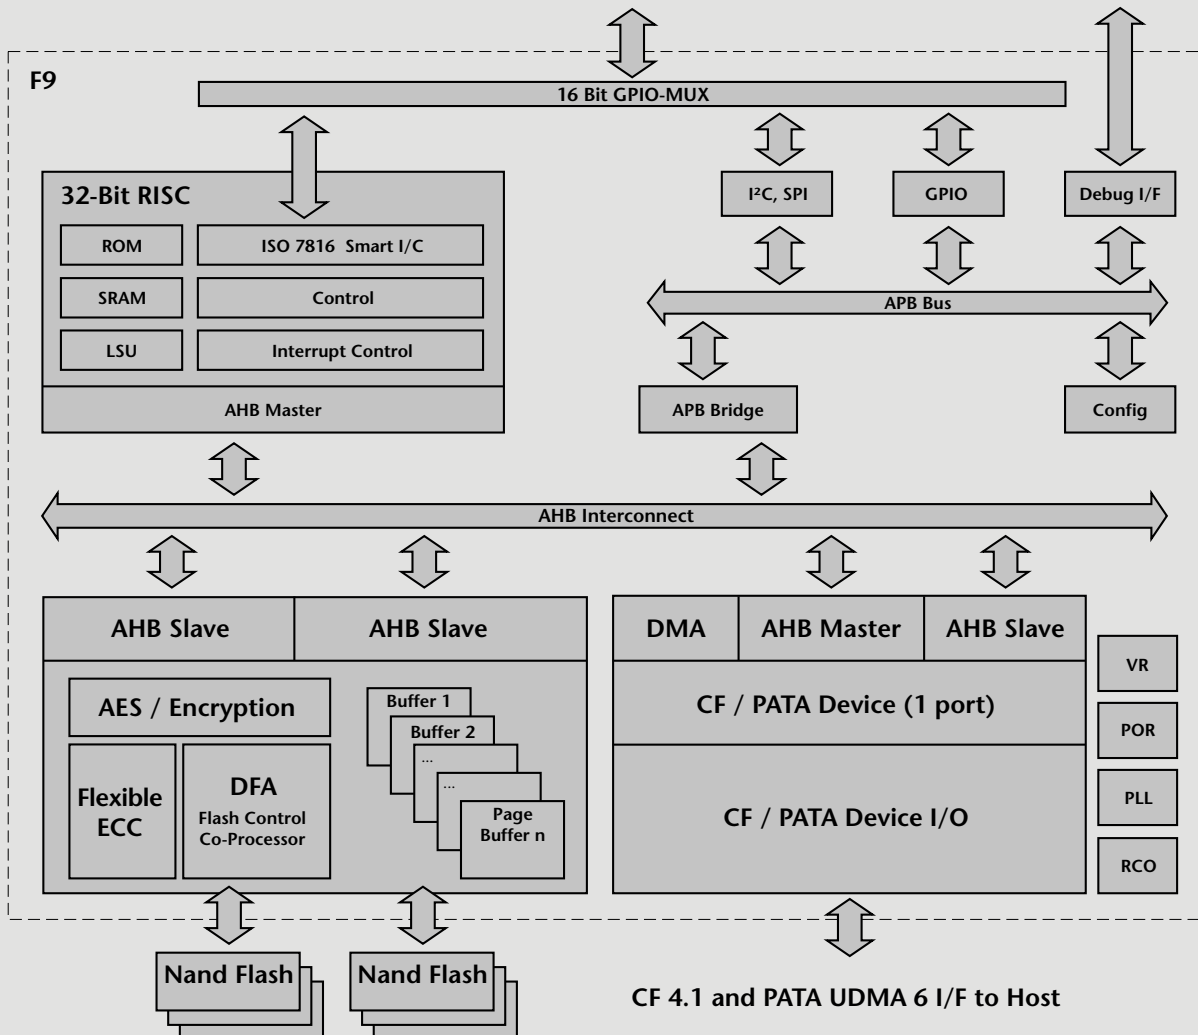 F9
16 Bit GPIO-MUX
32-Bit RISC
ROM
ISO 7816 Smart I/C
SRAM
Control
LSU
Interrupt Control
AHB Master
I²C, SPI
GPIO
Debug I/F
APB Bus
APB Bridge
Config
AHB Interconnect
AHB Slave
AHB Slave
AES / Encryption
Flexible
ECC
DFA
Flash Control
Co-Processor
Buffer 1
Buffer 2
...
...
Page
Buffer n
DMA
AHB Master
AHB Slave
CF / PATA Device (1 port)
CF / PATA Device I/O
VR
POR
PLL
RCO
Nand Flash
Nand Flash
CF 4.1 and PATA UDMA 6 I/F to Host